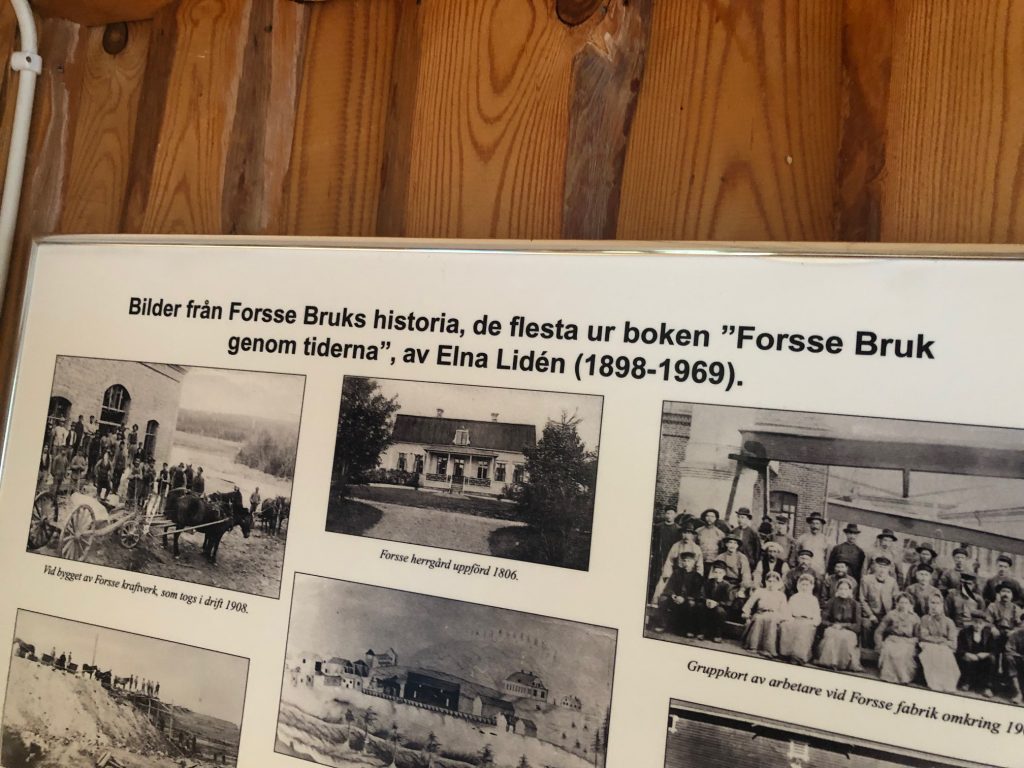 Bilder från Forsse Bruks historia, de flesta ur boken ”Forsse Bruk
genom tiderna”, av Elna Lidén (1898-1969).
Vid bygget av Forsse kraftverk, som togs i drift 1908.
Forsse herrgård uppförd 1806.
Gruppkort av arbetare vid Forsse fabrik omkring